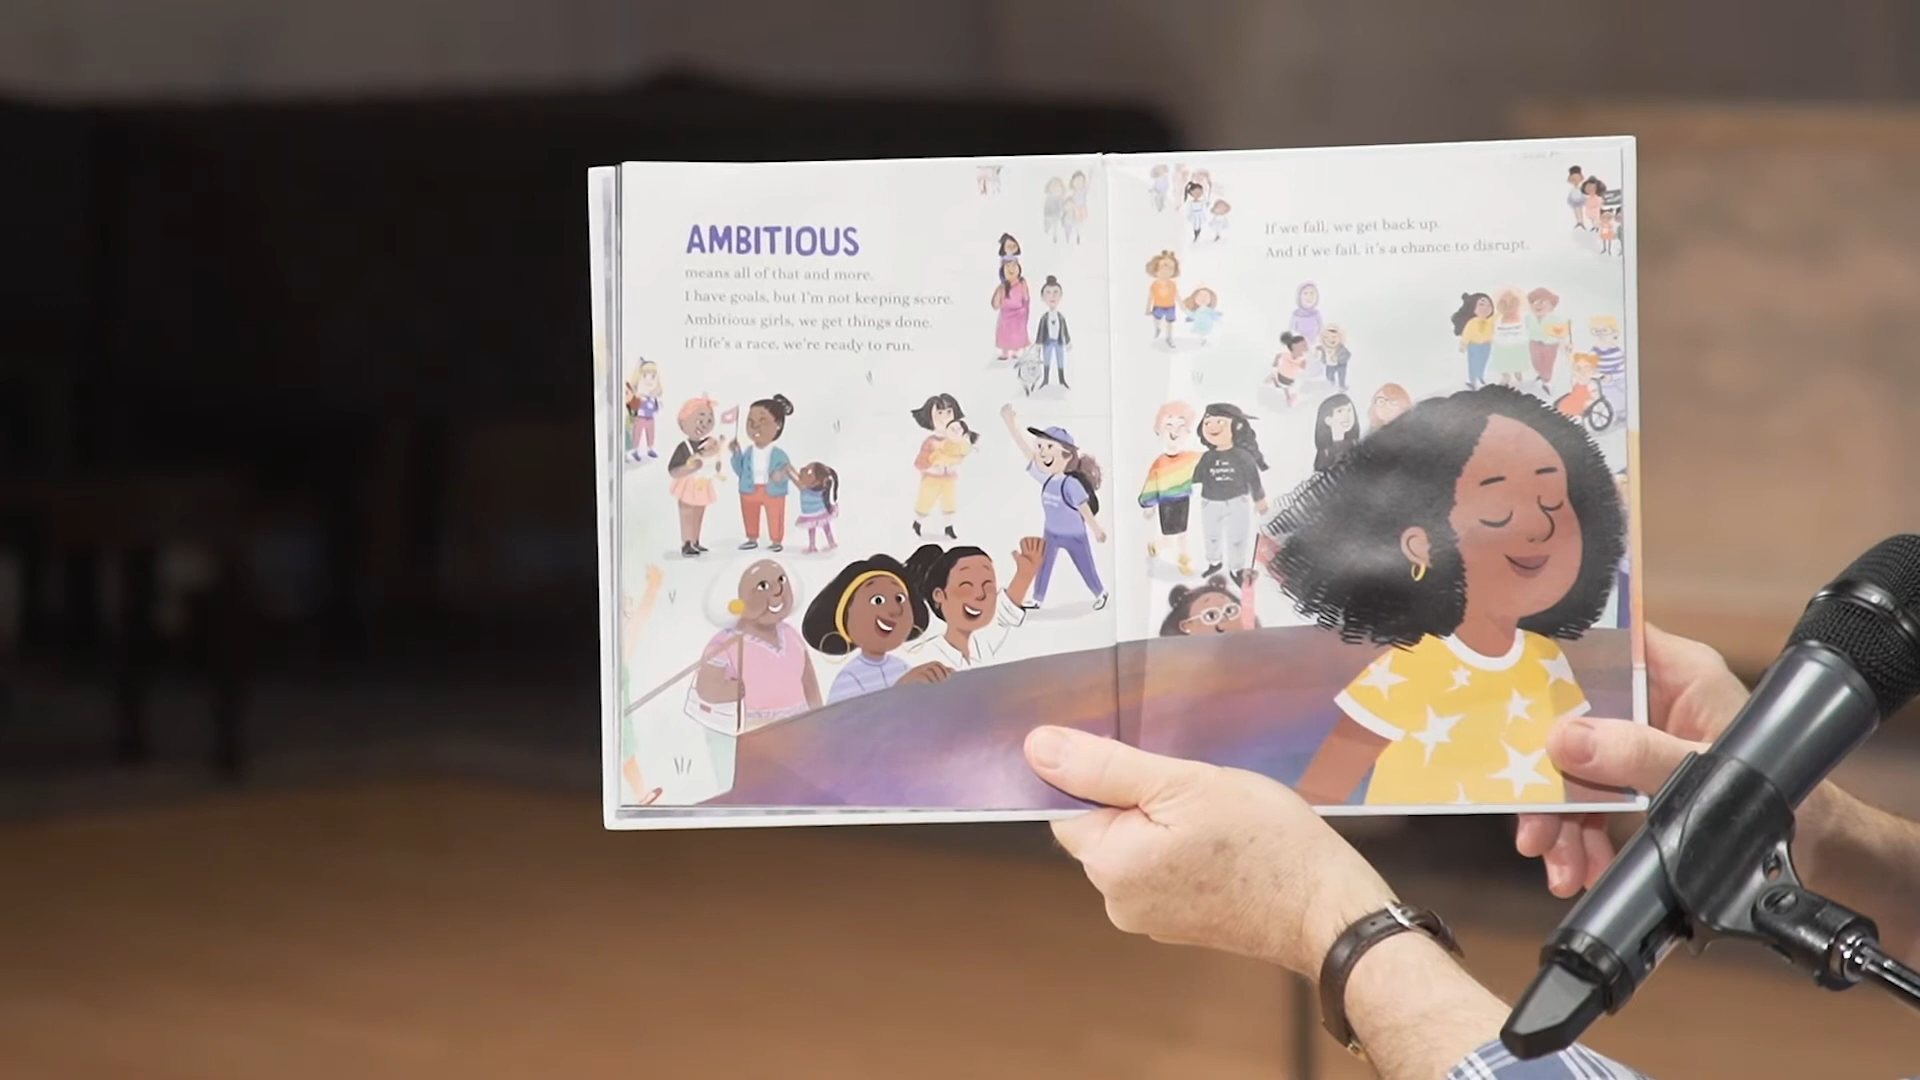 AMBITIOUS
means all of that and more.
I have goals, but I'm not keeping score.
Ambitious girls, we get things done.
If life's a race, we're ready to run.
If we fall, we get back up.
And if we fail, it's a chance to disrupt.
I'm
gonna
win.